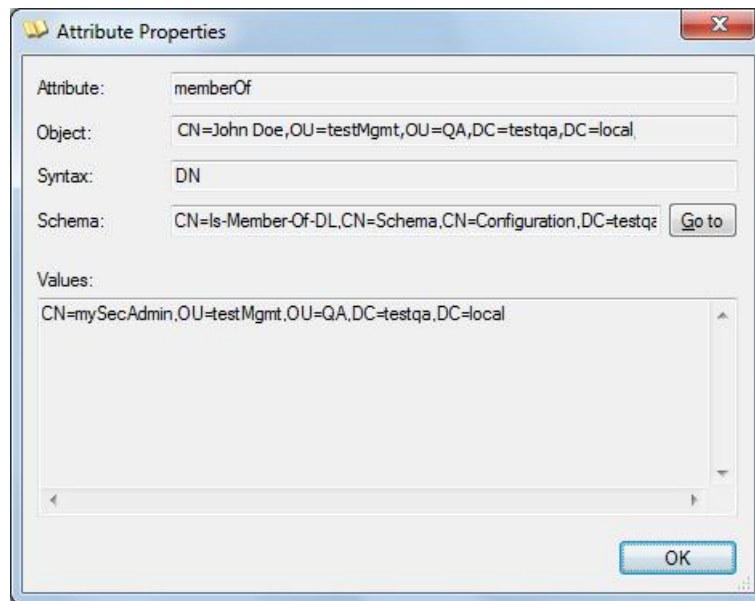 Attribute Properties
Attribute: memberOf
Object: CN=John Doe,OU=testMgmt,OU=QA,DC=testqa,DC=local
Syntax: DN
Schema: CN=Is-Member-Of-DL,CN=Schema,CN=Configuration,DC=testqa Go to
Values:
CN=mySecAdmin,OU=testMgmt,OU=QA,DC=testqa,DC=local
OK